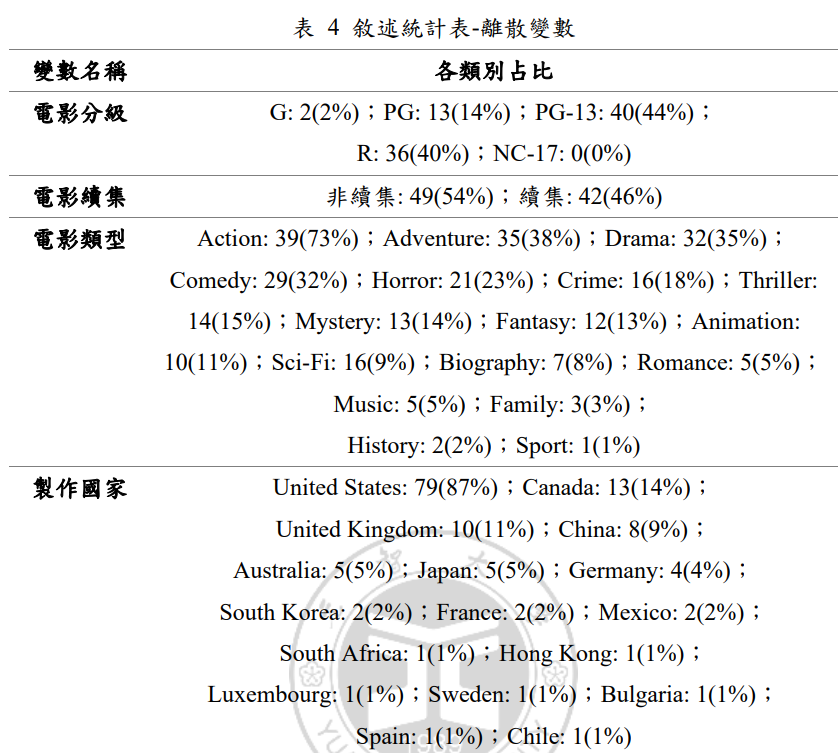 表 4 敘述統計表-離散變數
變數名稱 各類別占比
電影分級 G: 2(2%)；PG: 13(14%)；PG-13: 40(44%)；
R: 36(40%)；NC-17: 0(0%)
電影續集 非續集: 49(54%)；續集: 42(46%)
電影類型 Action: 39(73%)；Adventure: 35(38%)；Drama: 32(35%)；
Comedy: 29(32%)；Horror: 21(23%)；Crime: 16(18%)；Thriller:
14(15%)；Mystery: 13(14%)；Fantasy: 12(13%)；Animation:
10(11%)；Sci-Fi: 16(9%)；Biography: 7(8%)；Romance: 5(5%)；
Music: 5(5%)；Family: 3(3%)；
History: 2(2%)；Sport: 1(1%)
製作國家 United States: 79(87%)；Canada: 13(14%)；
United Kingdom: 10(11%)；China: 8(9%)；
Australia: 5(5%)；Japan: 5(5%)；Germany: 4(4%)；
South Korea: 2(2%)；France: 2(2%)；Mexico: 2(2%)；
South Africa: 1(1%)；Hong Kong: 1(1%)；
Luxembourg: 1(1%)；Sweden: 1(1%)；Bulgaria: 1(1%)；
Spain: 1(1%)；Chile: 1(1%)